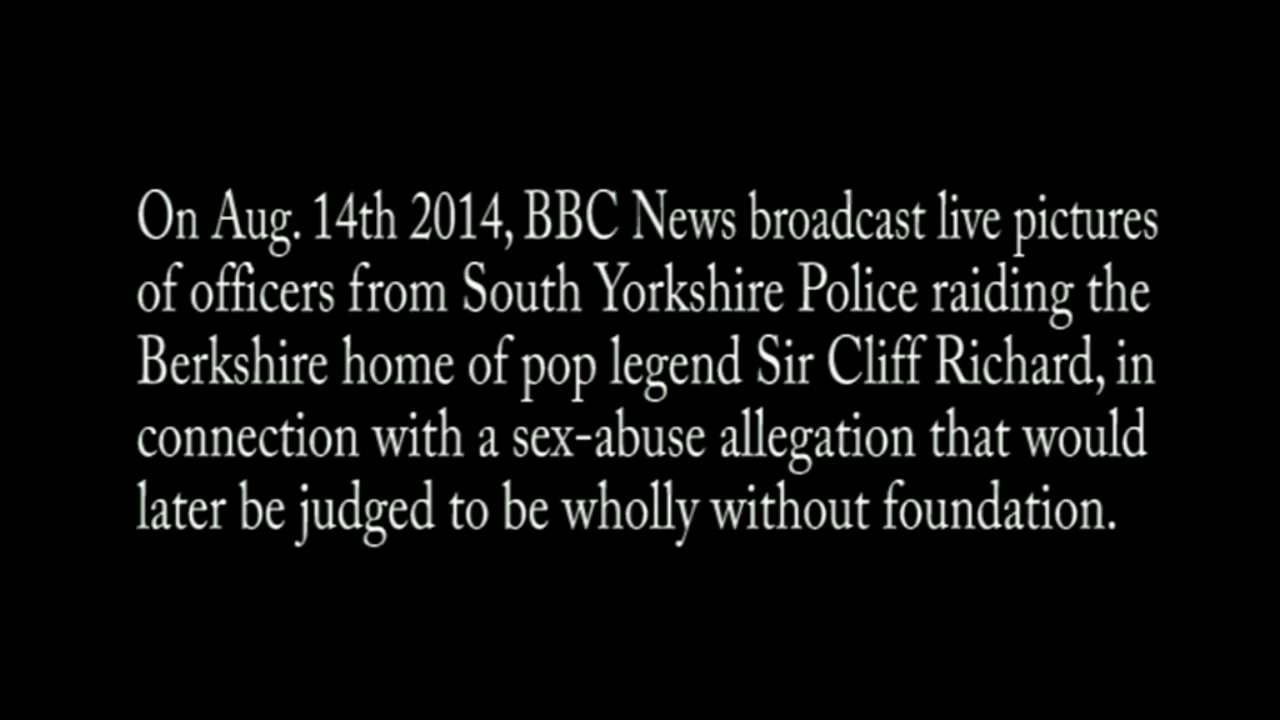 On Aug. 14th 2014, BBC News broadcast live pictures
of officers from South Yorkshire Police raiding the
Berkshire home of pop legend Sir Cliff Richard, in
connection with a sex-abuse allegation that would
later be judged to be wholly without foundation.